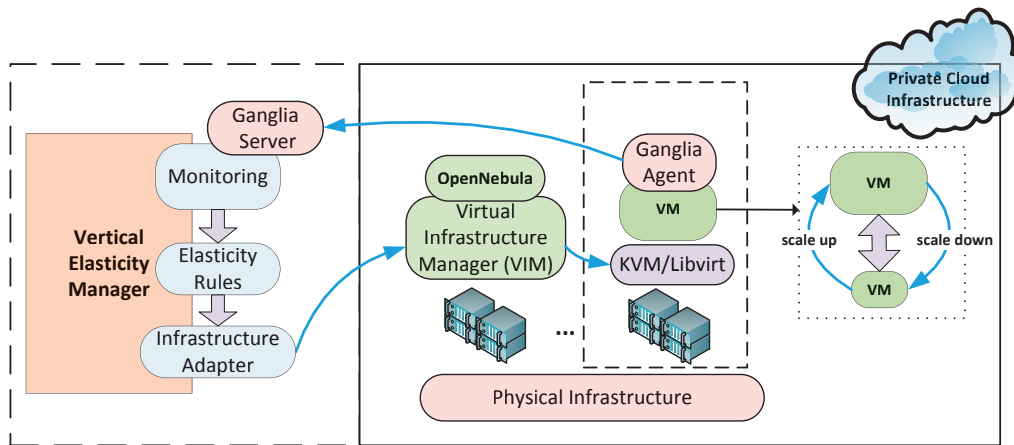 Private Cloud
Infrastructure
Ganglia
Server
Monitoring
Vertical
Elasticity
Manager
Elasticity
Rules
Infrastructure
Adapter
OpenNebula
Virtual
Infrastructure
Manager (VIM)
Ganglia
Agent
VM
KVM/Libvirt
...
Physical Infrastructure
VM
scale up
scale down
VM